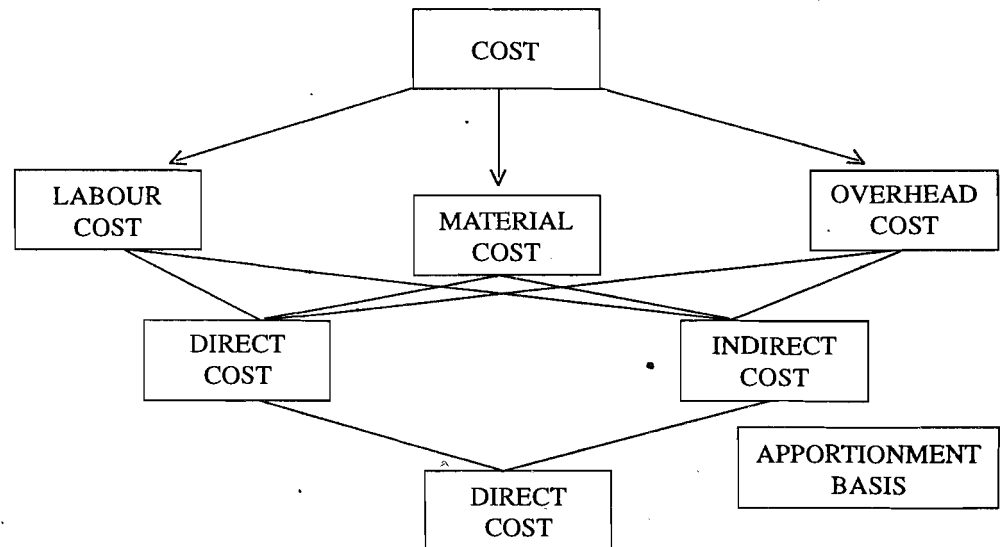 COST
LABOUR
COST
MATERIAL
COST
OVERHEAD
COST
DIRECT
COST
INDIRECT
COST
APPORTIONMENT
BASIS
DIRECT
COST